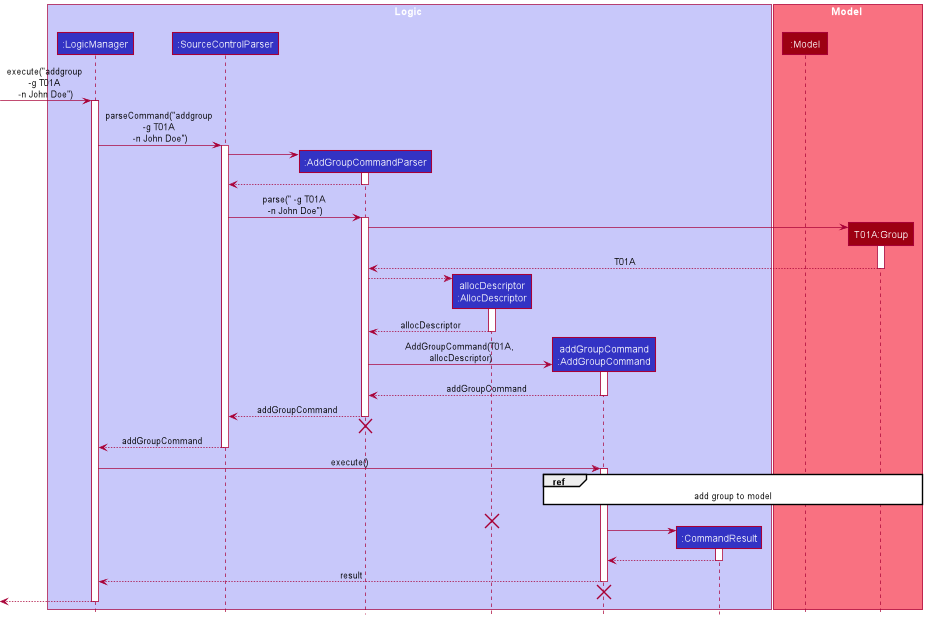 Logic
Model
:LogicManager
:SourceControlParser
:Model
execute("addgroup
-g T01A
-n John Doe")
parseCommand("addgroup
-g T01A
-n John Doe")
:AddGroupCommandParser
parse(" -g T01A
-n John Doe")
T01A:Group
T01A
allocDescriptor
:AllocDescriptor
allocDescriptor
AddGroupCommand(T01A,
allocDescriptor)
addGroupCommand
:AddGroupCommand
addGroupCommand
addGroupCommand
addGroupCommand
execute()
ref
add group to model
:CommandResult
result